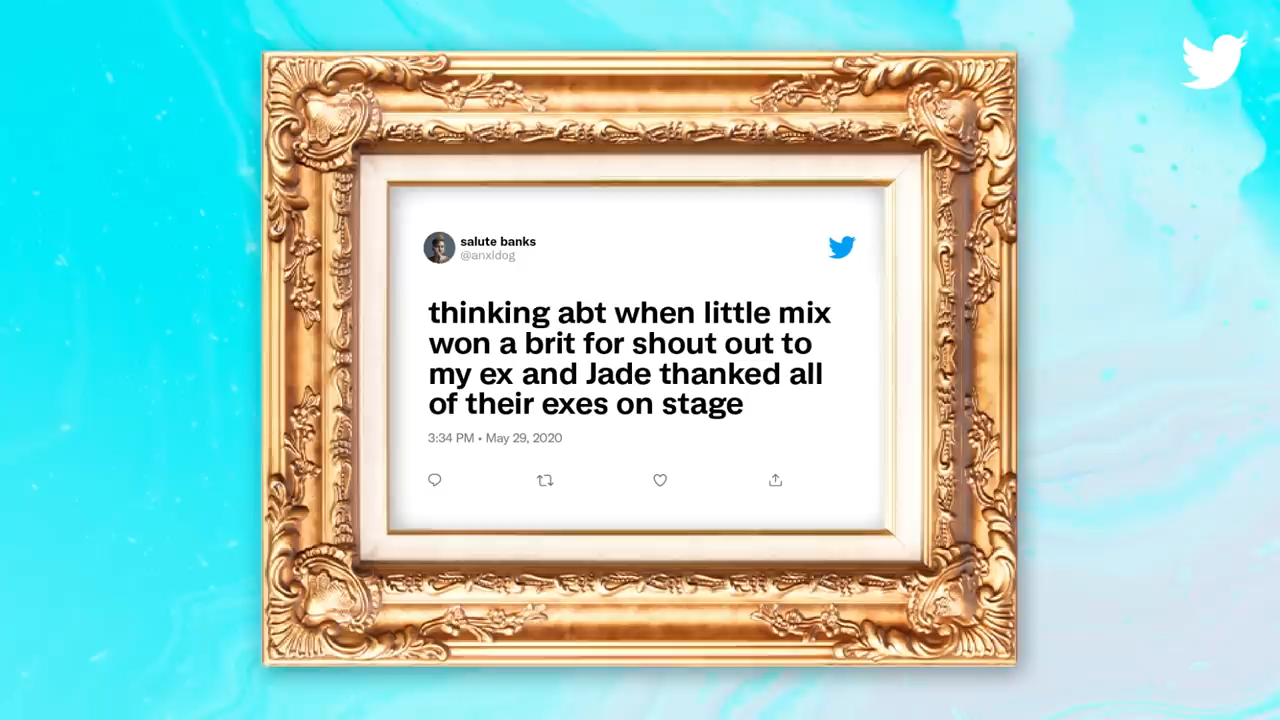 salute banks
@anxldog
thinking abt when little mix
won a brit for shout out to
my ex and Jade thanked all
of their exes on stage
3:34 PM • May 29, 2020